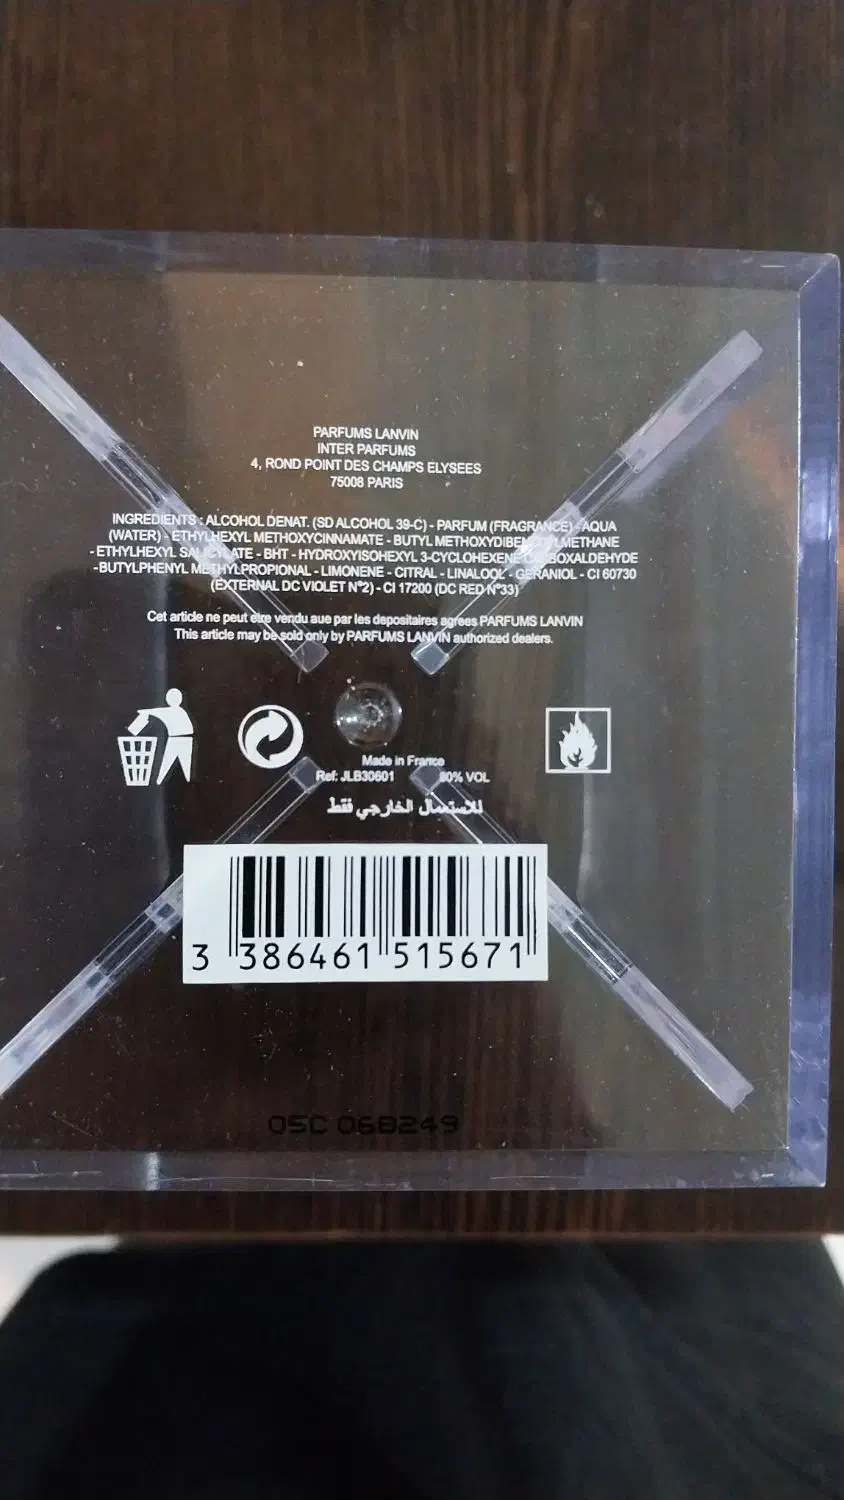 PARFUMS LANVIN
INTER PARFUMS
4, ROND POINT DES CHAMPS ELYSEES
75008 PARIS
INGREDIENTS : ALCOHOL DENAT. (SD ALCOHOL 39-C) - PARFUM (FRAGRANCE) - AQUA
(WATER) - ETHYLHEXYL METHOXYCINNAMATE - BUTYL METHOXYDIBENZOYLMETHANE
- ETHYLHEXYL SALICYLATE - BHT - HYDROXYISOHEXYL 3-CYCLOHEXENE CARBOXALDEHYDE
- BUTYLPHENYL METHYLPROPIONAL - LIMONENE - CITRAL - LINALOOL - GERANIOL - CI 60730
(EXTERNAL DC VIOLET N°2) - CI 17200 (DC RED N°33)
Cet article ne peut etre vendu aue par les depositaires agrees PARFUMS LANVIN
This article may be sold only by PARFUMS LANVIN authorized dealers.
Made in France
Ref: JLB30601 % VOL
للاستعمال الخارجي فقط
3 386461 515671
05C 06B249